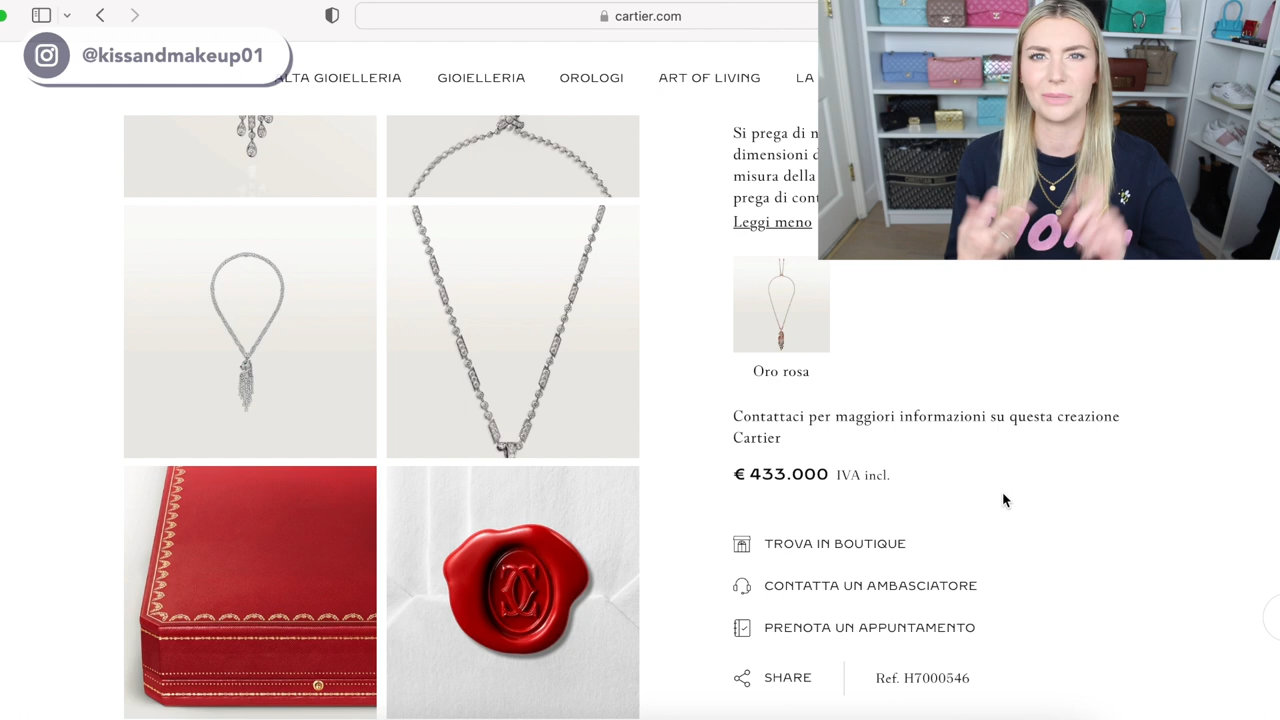 cartier.com
@kissandmakeup01
ALTA GIOIELLERIA GIOIELLERIA OROLOGI ART OF LIVING LA
Si prega di n
dimensioni d
misura della
prega di cont
Leggi meno
Oro rosa
Contattaci per maggiori informazioni su questa creazione
Cartier
€ 433.000 IVA incl.
TROVA IN BOUTIQUE
CONTATTA UN AMBASCIATORE
PRENOTA UN APPUNTAMENTO
SHARE
Ref. H7000546